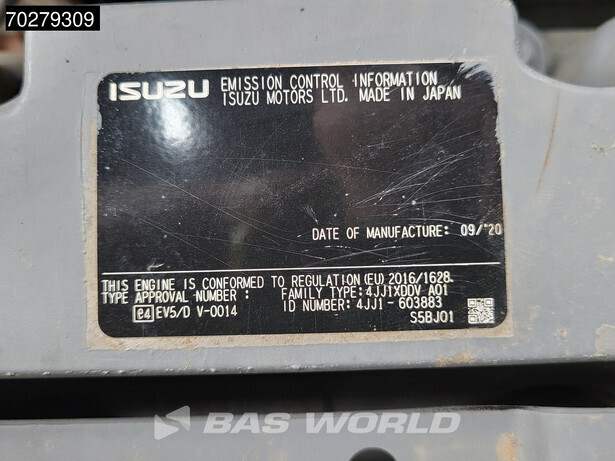 70279309
ISUZU EMISSION CONTROL INFORMATION
ISUZU MOTORS LTD. MADE IN JAPAN
DATE OF MANUFACTURE: 09/'20
THIS ENGINE IS CONFORMED TO REGULATION (EU) 2016/1628.
TYPE APPROVAL NUMBER : FAMILY TYPE: 4JJ1XDDV A01
e4 EV5/D V-0014 ID NUMBER: 4JJ1 - 603883
S5BJ01
BAS WORLD